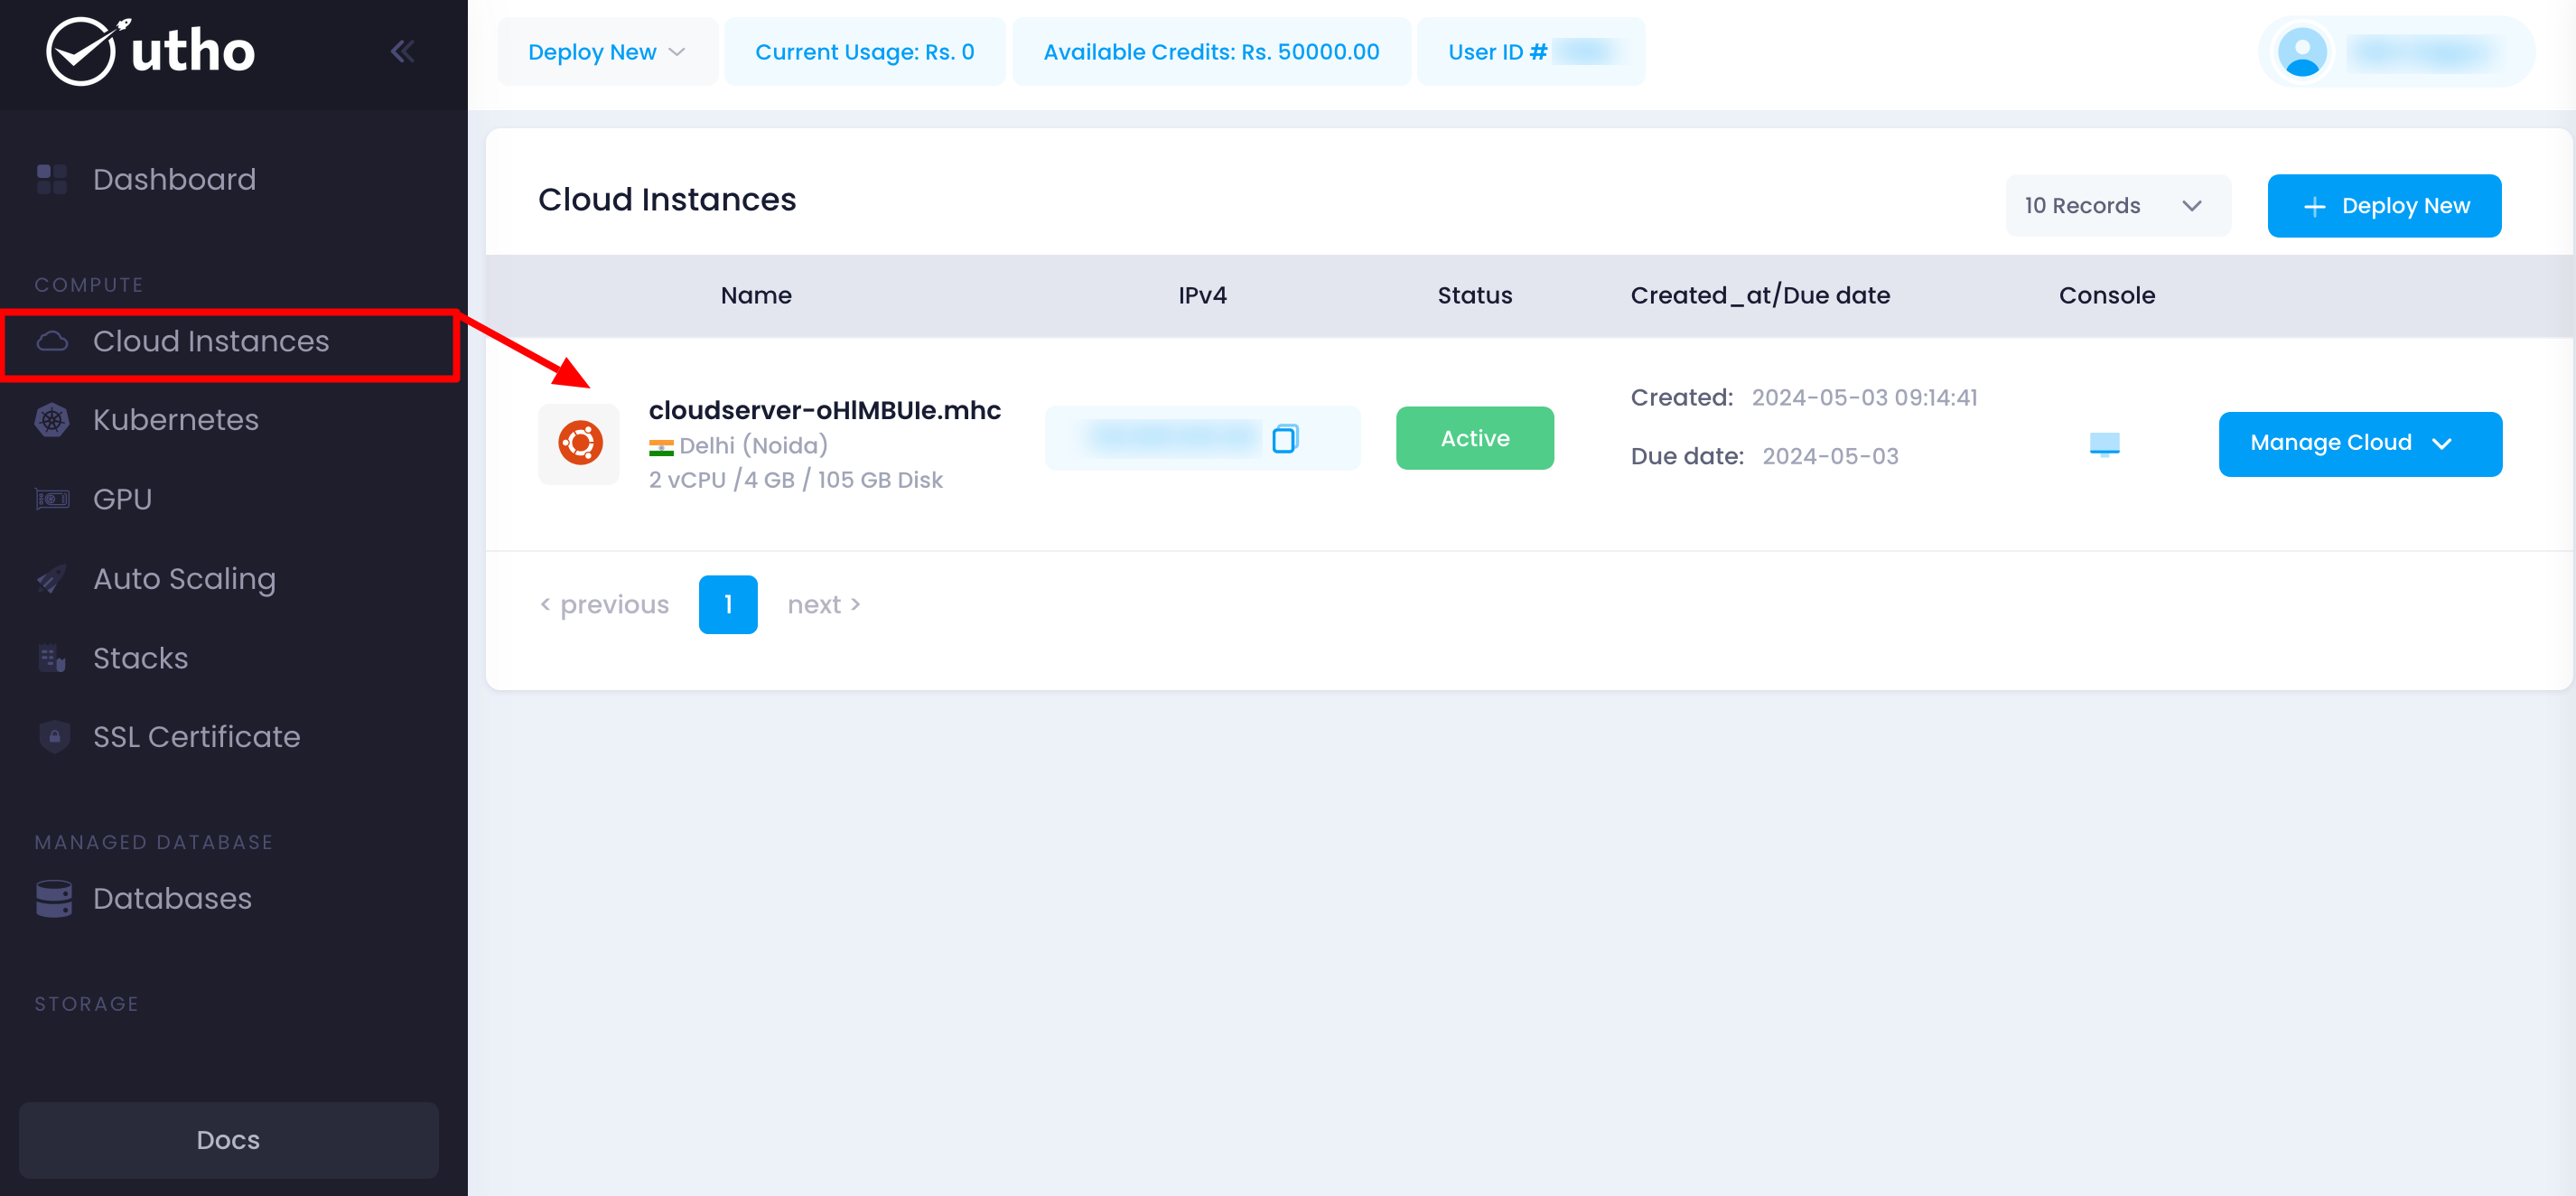 utho
Deploy New
Current Usage: Rs. 0
Available Credits: Rs. 50000.00
User ID #
Dashboard
COMPUTE
Cloud Instances
Kubernetes
GPU
Auto Scaling
Stacks
SSL Certificate
MANAGED DATABASE
Databases
STORAGE
Docs
Cloud Instances
10 Records
+ Deploy New
Name IPv4 Status Created_at/Due date Console
cloudserver-oHlMBUIe.mhc
Delhi (Noida)
2 vCPU /4 GB / 105 GB Disk
Active
Created: 2024-05-03 09:14:41
Due date: 2024-05-03
Manage Cloud
< previous 1 next >